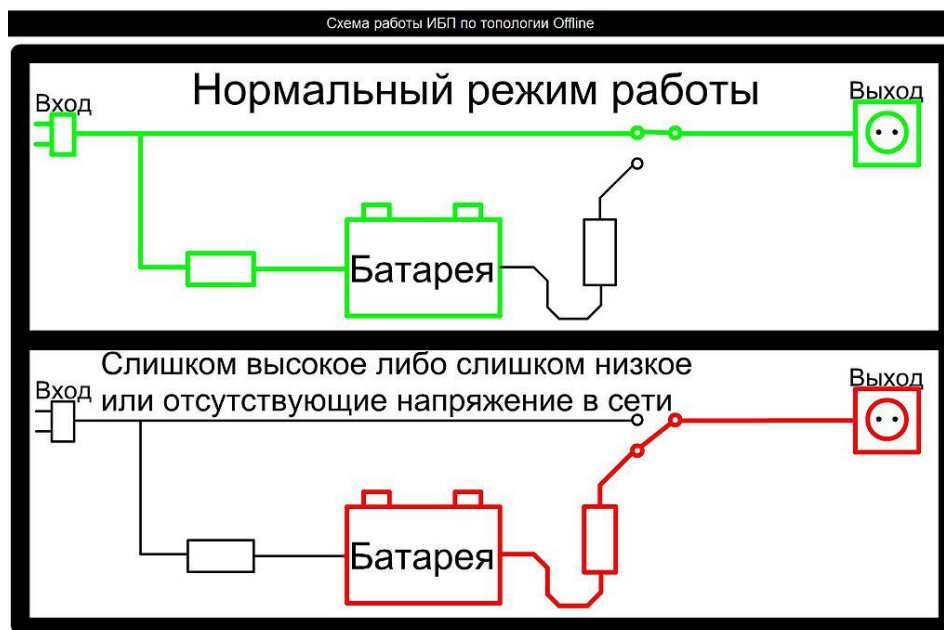 Схема работы ИБП по топологии Offline
Нормальный режим работы
Вход
Выход
Батарея
Слишком высокое либо слишком низкое
или отсутствующие напряжение в сети
Вход
Выход
Батарея